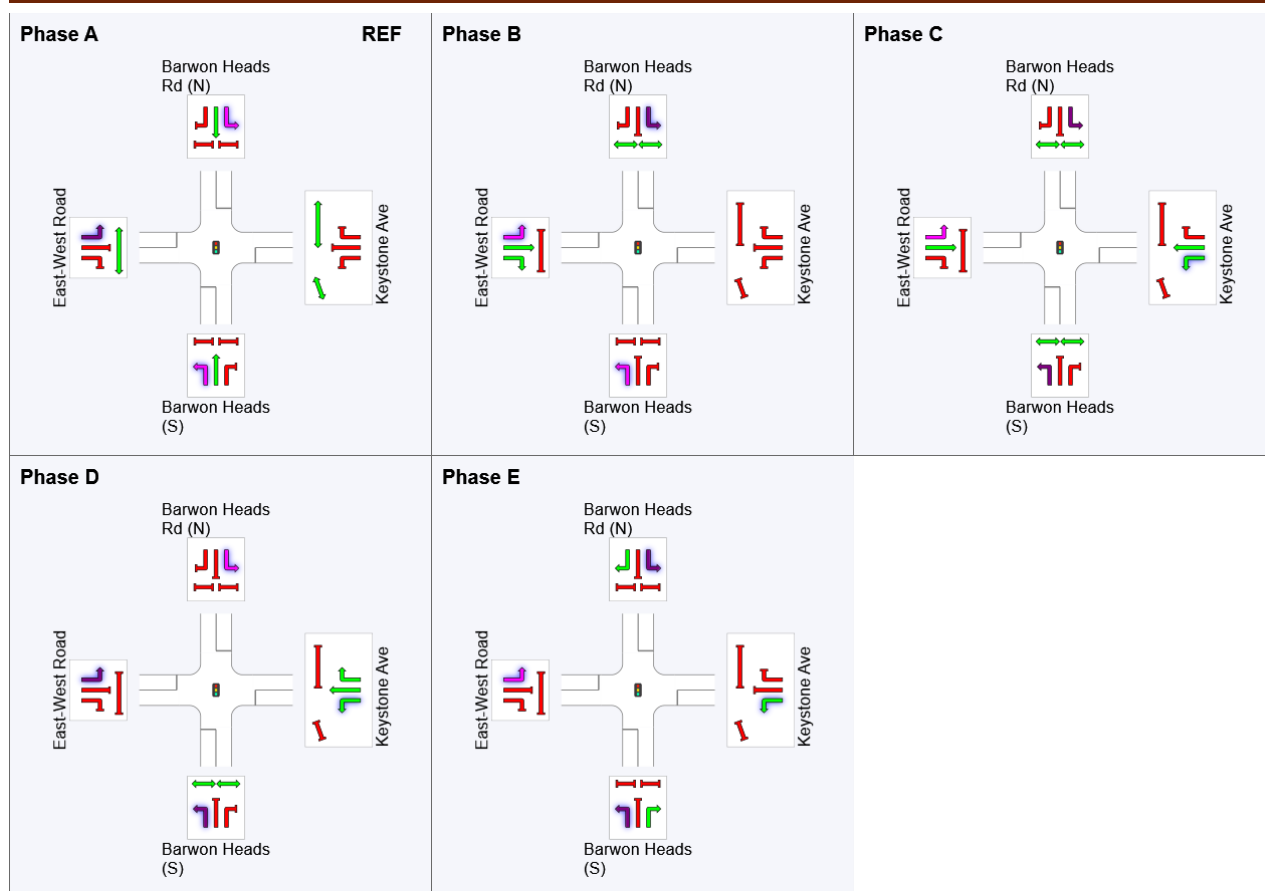 Phase A
REF
Barwon Heads
Rd (N)
East-West Road
Keystone Ave
Barwon Heads
(S)
Phase B
Barwon Heads
Rd (N)
East-West Road
Keystone Ave
Barwon Heads
(S)
Phase C
Barwon Heads
Rd (N)
East-West Road
Keystone Ave
Barwon Heads
(S)
Phase D
Barwon Heads
Rd (N)
East-West Road
Keystone Ave
Barwon Heads
(S)
Phase E
Barwon Heads
Rd (N)
East-West Road
Keystone Ave
Barwon Heads
(S)